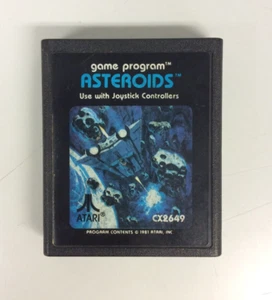 game program™
ASTEROIDS™
Use with Joystick Controllers
ATARI®
CX2649
PROGRAM CONTENTS © 1981 ATARI, INC